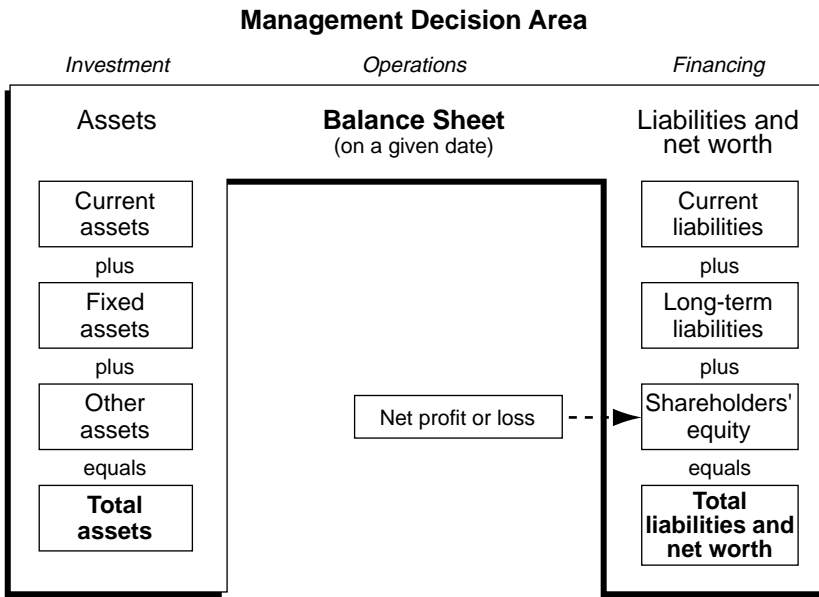 Management Decision Area
Investment
Operations
Financing
Assets
Balance Sheet
(on a given date)
Liabilities and
net worth
Current
assets
plus
Fixed
assets
plus
Other
assets
equals
Total
assets
Net profit or loss
Current
liabilities
plus
Long-term
liabilities
plus
Shareholders'
equity
equals
Total
liabilities and
net worth